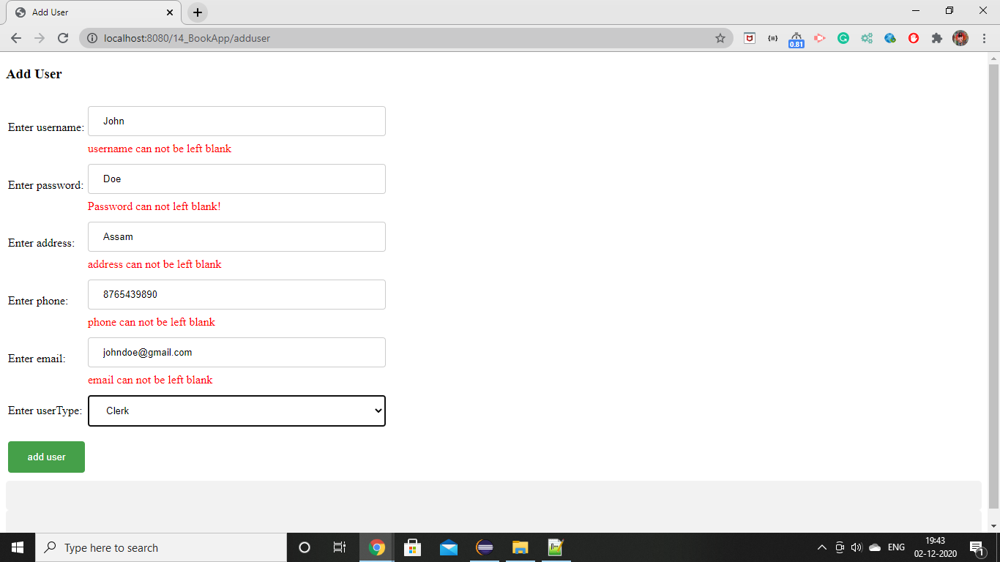 Add User
localhost:8080/14_BookApp/adduser
0.81
Add User
Enter username: John
username can not be left blank
Enter password: Doe
Password can not left blank!
Enter address: Assam
address can not be left blank
Enter phone: 8765439890
phone can not be left blank
Enter email: johndoe@gmail.com
email can not be left blank
Enter userType: Clerk
add user
Type here to search
ENG
19:43
02-12-2020
1